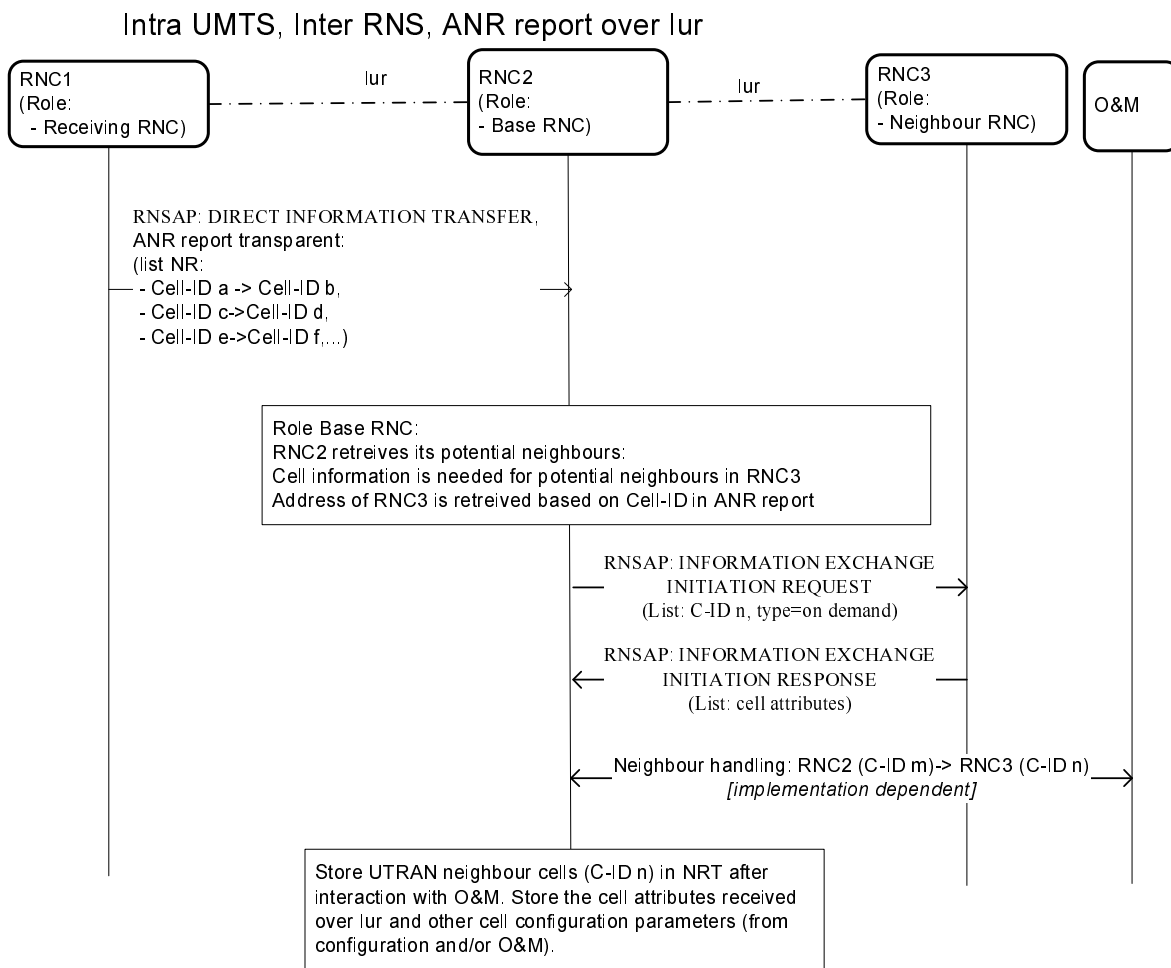 Intra UMTS, Inter RNS, ANR report over Iur
RNC1
(Role:
- Receiving RNC)
Iur
RNC2
(Role:
- Base RNC)
Iur
RNC3
(Role:
- Neighbour RNC)
O&M
RNSAP: DIRECT INFORMATION TRANSFER,
ANR report transparent:
(list NR:
- Cell-ID a -> Cell-ID b,
- Cell-ID c->Cell-ID d,
- Cell-ID e->Cell-ID f,...)
Role Base RNC:
RNC2 retreives its potential neighbours:
Cell information is needed for potential neighbours in RNC3
Address of RNC3 is retreived based on Cell-ID in ANR report
RNSAP: INFORMATION EXCHANGE
INITIATION REQUEST
(List: C-ID n, type=on demand)
RNSAP: INFORMATION EXCHANGE
INITIATION RESPONSE
(List: cell attributes)
Neighbour handling: RNC2 (C-ID m)-> RNC3 (C-ID n)
[implementation dependent]
Store UTRAN neighbour cells (C-ID n) in NRT after
interaction with O&M. Store the cell attributes received
over Iur and other cell configuration parameters (from
configuration and/or O&M).